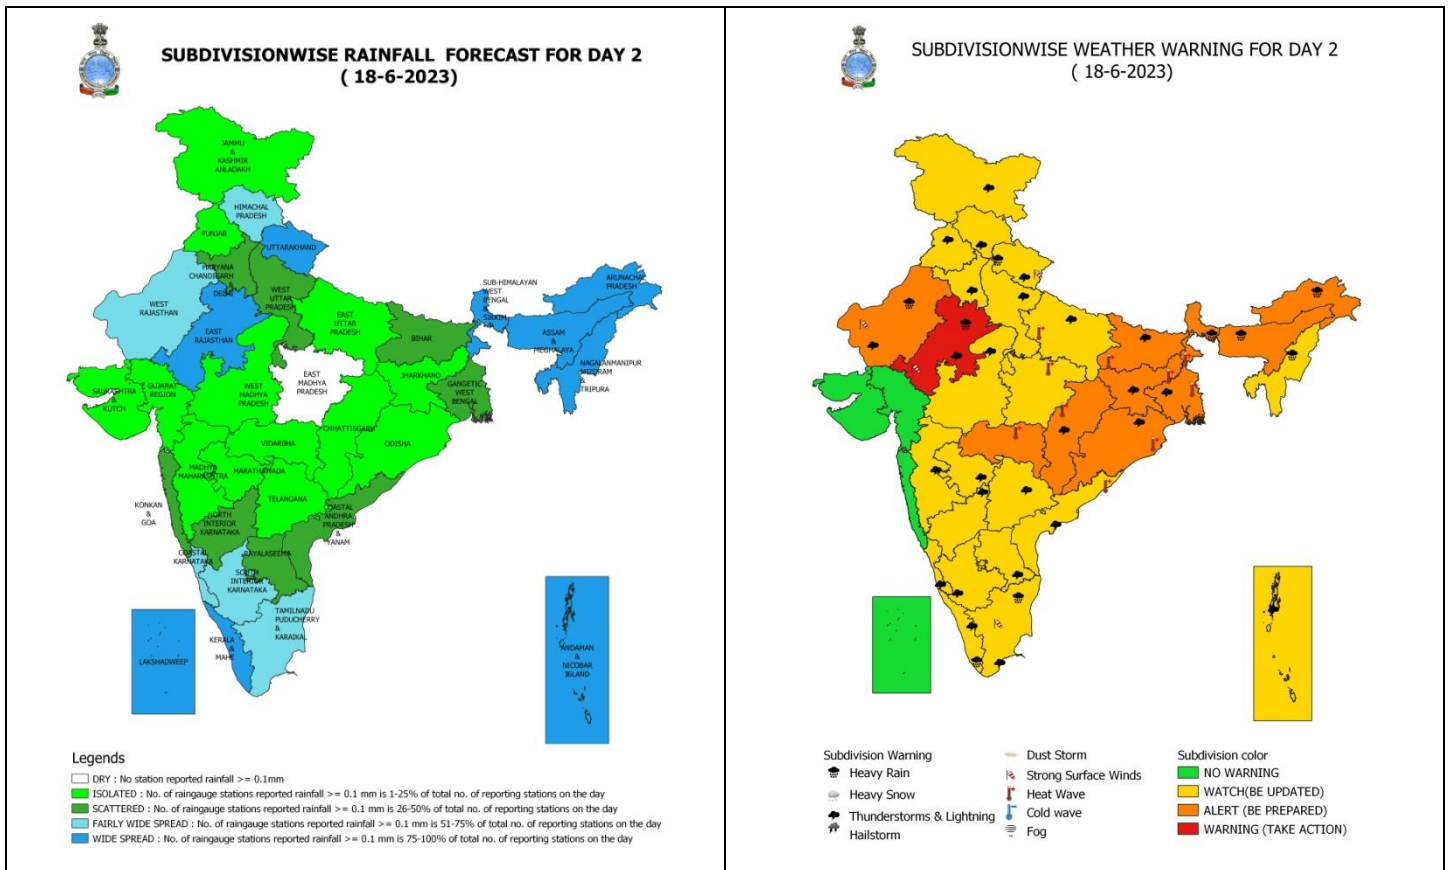 SUBDIVISIONWISE RAINFALL FORECAST FOR DAY 2
( 18-6-2023)
JAMMU
&
KASHMIR
ANLADAKH
HIMACHAL
PRADESH
PUNJAB
UTTARAKHAND
HARYANA
CHANDIGARH
&
DELHI
WEST
UTTAR
PRADESH
WEST
RAJASTHAN
EAST
RAJASTHAN
EAST
UTTAR
PRADESH
BIHAR
SUB-HIMALAYAN
WEST
BENGAL
&
SIKKIM
ARUNACHAL
PRADESH
ASSAM
&
MEGHALAYA
NAGALANMANIPUR
MIZORAM
&
TRIPURA
SAURASHTRA
&
KUTCH
GUJARAT
REGION
WEST
MADHYA
PRADESH
EAST
MADHYA
PRADESH
JHARKHAND
GANGETIC
WEST
BENGAL
CHHATTISGARH
ODISHA
VIDARBHA
MADHYA
MAHARASHTRA
MARATHAWADA
TELANGANA
KONKAN
&
GOA
NORTH
INTERIOR
KARNATAKA
COASTAL
ANDHRA
PRADESH
&
YANAM
COASTAL
KARNATAKA
RAYALASEEMA
SOUTH
INTERIOR
KARNATAKA
TAMILNADU
PUDUCHERRY
&
KARAIKAL
KERALA
&
MAHE
LAKSHADWEEP
ANDAMAN
&
NICOBAR
ISLAND
Legends
DRY : No station reported rainfall >= 0.1mm
ISOLATED : No. of raingauge stations reported rainfall >= 0.1 mm is 1-25% of total no. of reporting stations on the day
SCATTERED : No. of raingauge stations reported rainfall >= 0.1 mm is 26-50% of total no. of reporting stations on the day
FAIRLY WIDE SPREAD : No. of raingauge stations reported rainfall >= 0.1 mm is 51-75% of total no. of reporting stations on the day
WIDE SPREAD : No. of raingauge stations reported rainfall >= 0.1 mm is 75-100% of total no. of reporting stations on the day
SUBDIVISIONWISE WEATHER WARNING FOR DAY 2
( 18-6-2023)
Subdivision Warning
Heavy Rain
Heavy Snow
Thunderstorms & Lightning
Hailstorm
Dust Storm
Strong Surface Winds
Heat Wave
Cold wave
Fog
Subdivision color
NO WARNING
WATCH(BE UPDATED)
ALERT (BE PREPARED)
WARNING (TAKE ACTION)